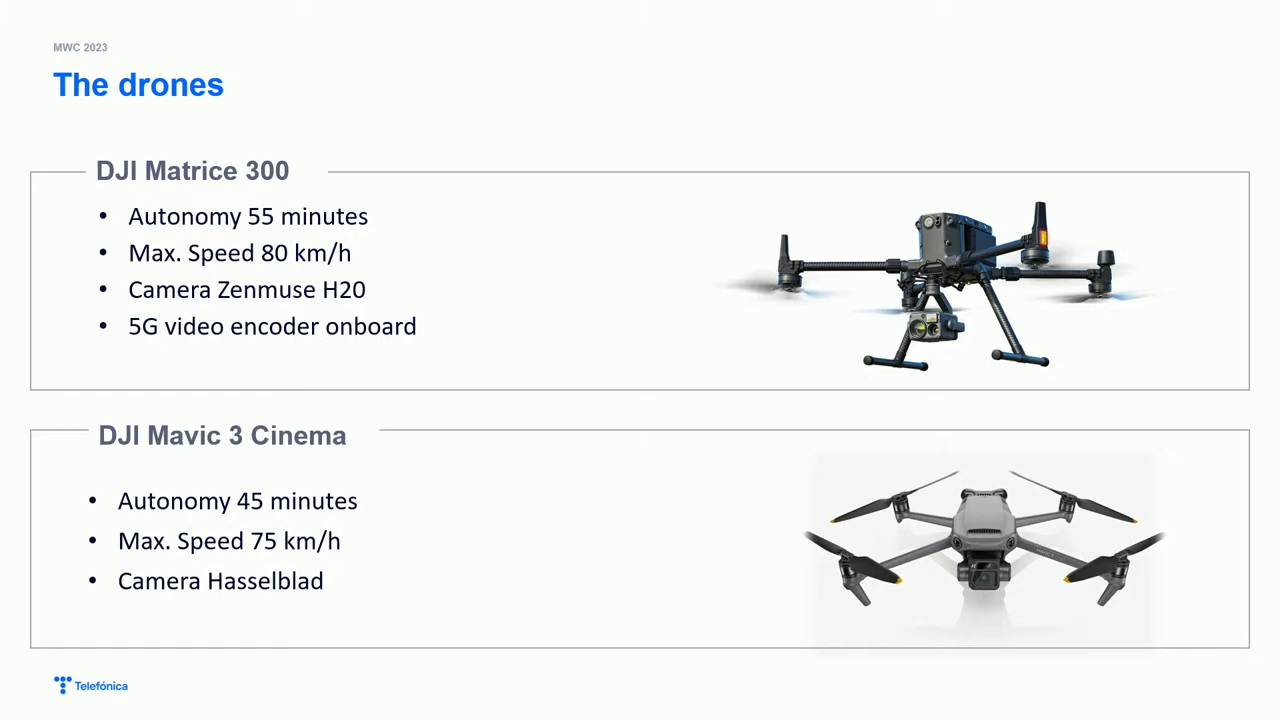 MWC 2023
The drones
DJI Matrice 300
• Autonomy 55 minutes
• Max. Speed 80 km/h
• Camera Zenmuse H20
• 5G video encoder onboard
DJI Mavic 3 Cinema
• Autonomy 45 minutes
• Max. Speed 75 km/h
• Camera Hasselblad
Telefónica